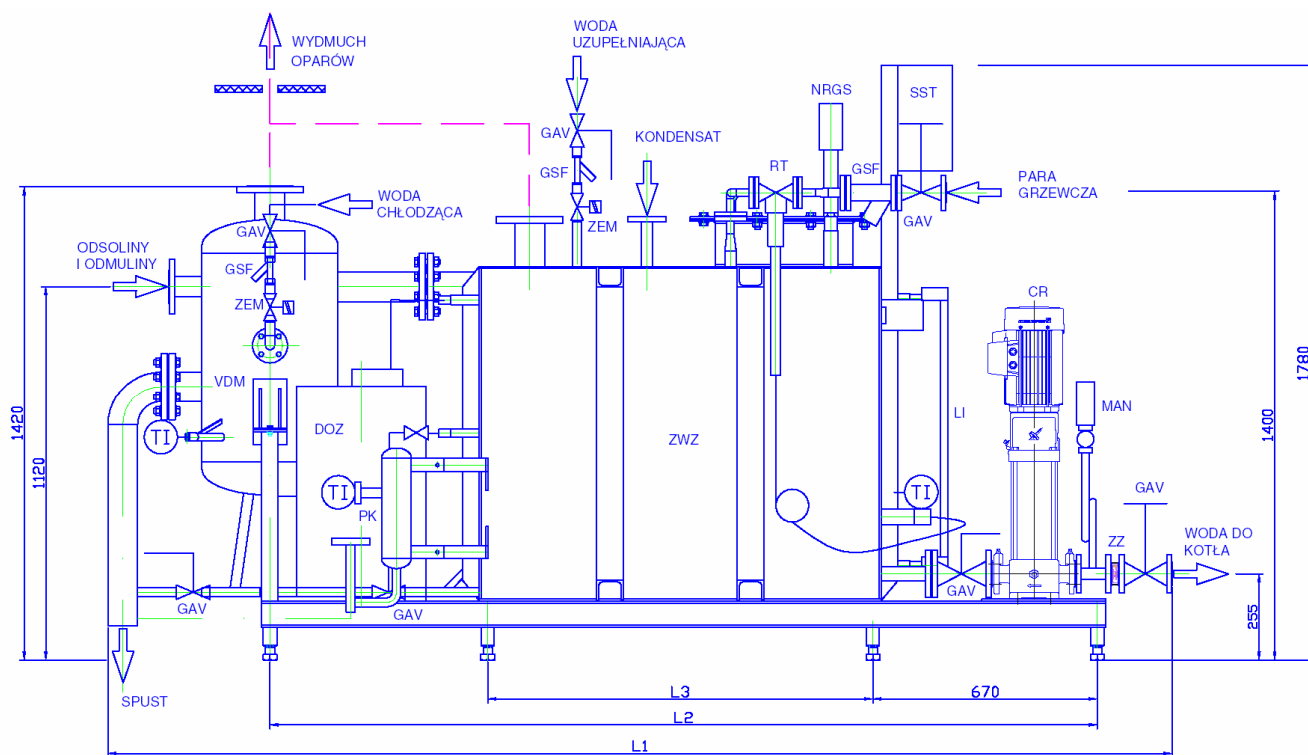 WYDMUCH
OPARÓW
WODA
UZUPEŁNIAJĄCA
GAV
GSF
ZEM
KONDENSAT
NRGS
SST
RT
GSF
GAV
PARA
GRZEWCZA
WODA
CHŁODZĄCA
GAV
GSF
ZEM
ODSOLINY
I ODMULINY
VDM
TI
DOZ
TI
PK
ZWZ
LI
TI
CR
MAN
GAV
ZZ
WODA DO
KOTŁA
GAV
GAV
GAV
SPUST
1420
1120
1780
1400
255
L3
670
L2
L1